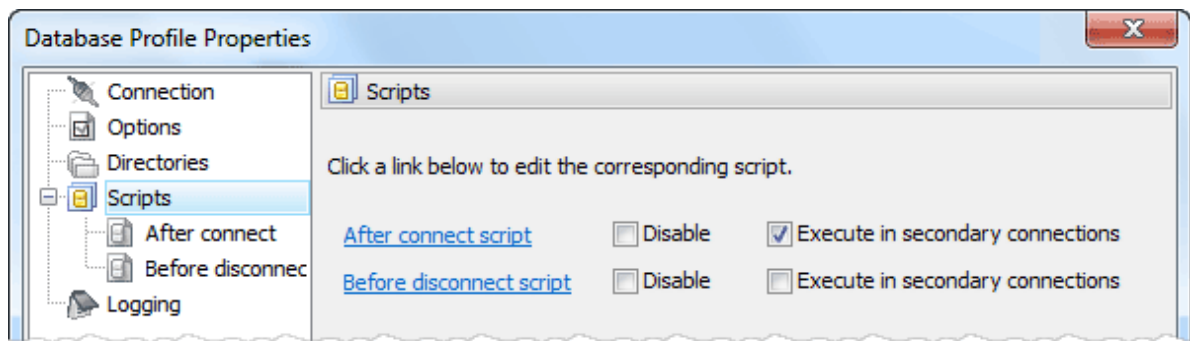 Database Profile Properties
Connection
Options
Directories
Scripts
After connect
Before disconnec
Logging
Scripts
Click a link below to edit the corresponding script.
After connect script Disable Execute in secondary connections
Before disconnect script Disable Execute in secondary connections